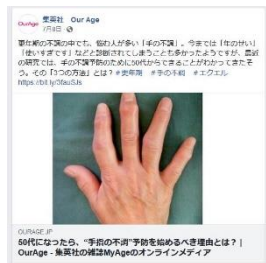 OurAge
集英社 Our Age
7月8日
更年期の不調の中でも、悩む人が多い「手の不調」。今までは「年のせい」
「使いすぎです」などと診断されてしまうことも多かったようですが、最近
の研究では、手の不調予防のために50代からできることがわかってきたそ
う。その「3つの方法」とは？ #更年期 #手の不調 #エクエル
https://bit.ly/3fauSJs
OURAGE.JP
50代になったら、“手指の不調”予防を始めるべき理由とは？ |
OurAge - 集英社の雑誌MyAgeのオンラインメディア